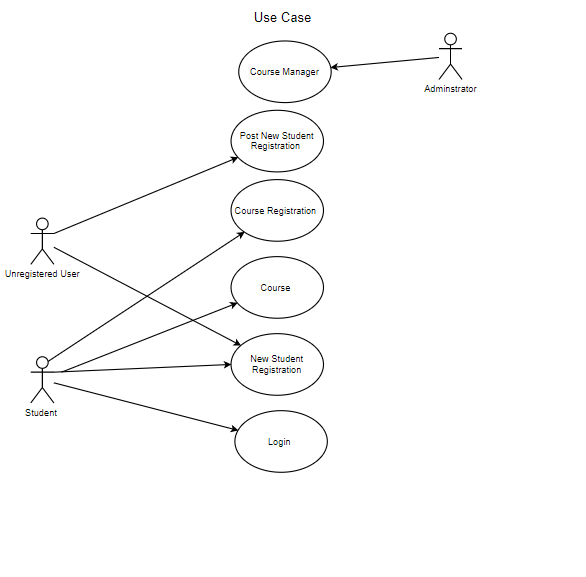 Use Case
Course Manager
Adminstrator
Post New Student
Registration
Course Registration
Unregistered User
Course
New Student
Registration
Student
Login